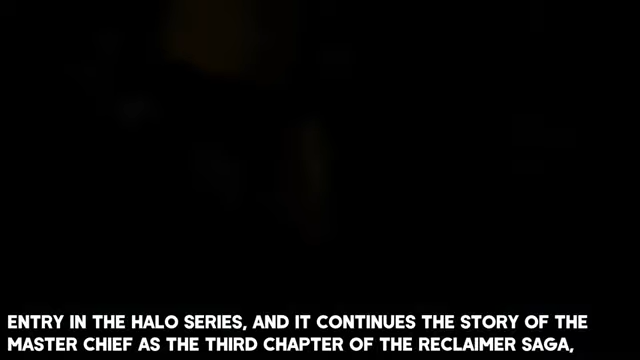 ENTRY IN THE HALO SERIES, AND IT CONTINUES THE STORY OF THE
MASTER CHIEF AS THE THIRD CHAPTER OF THE RECLAIMER SAGA,